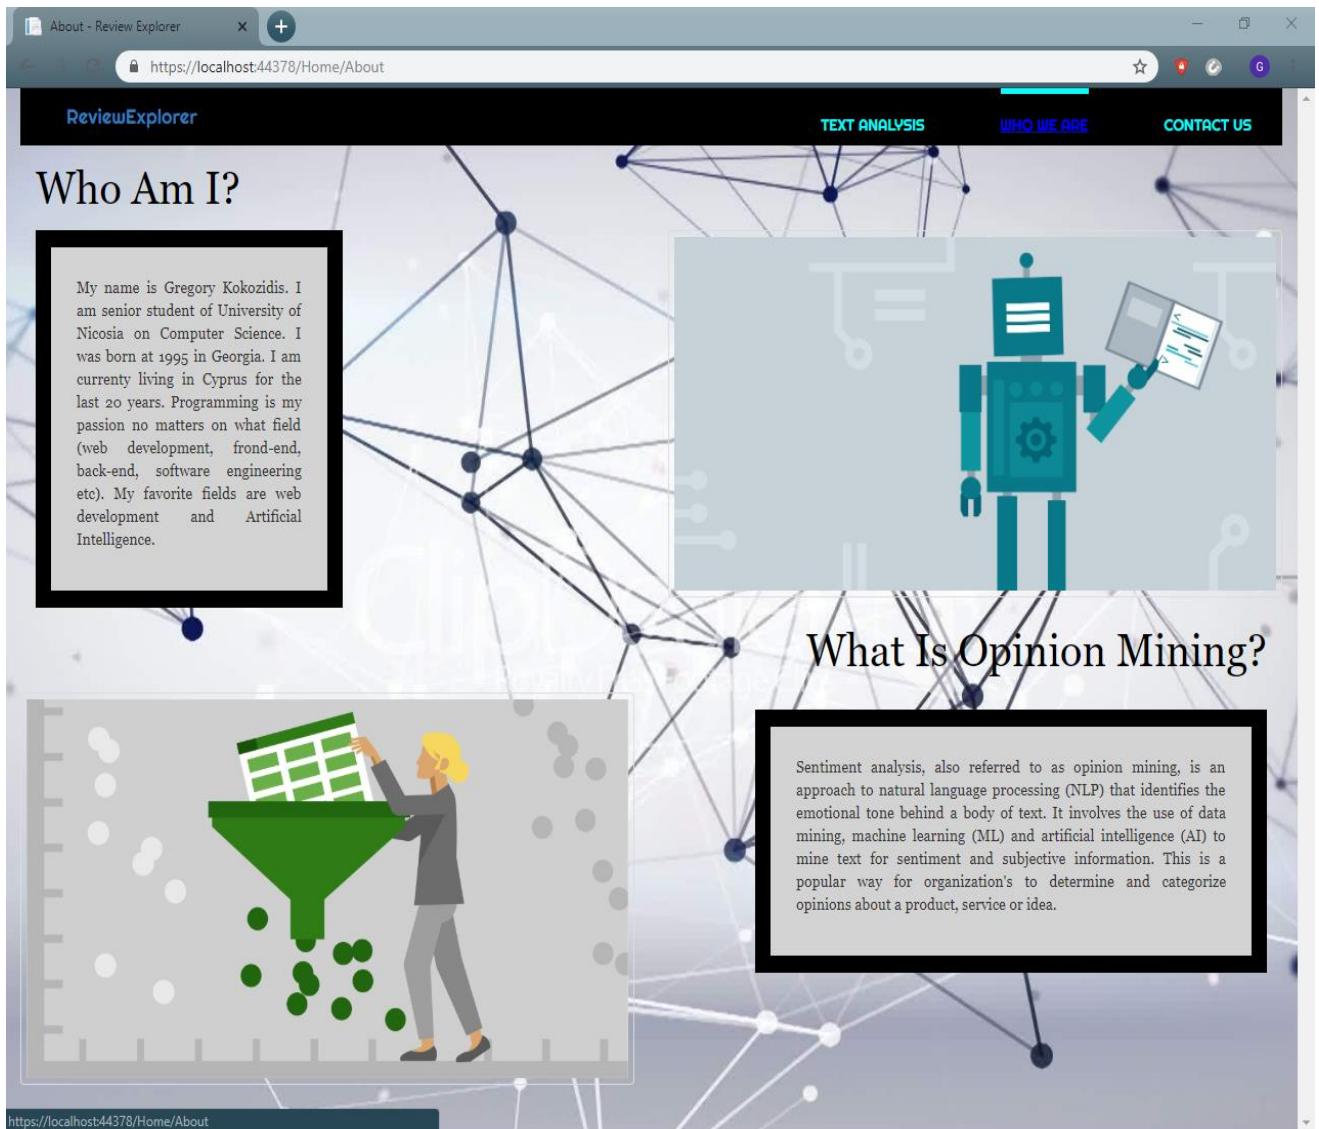 About - Review Explorer
https://localhost:44378/Home/About
G
ReviewExplorer
TEXT ANALYSIS
WHO WE ARE
CONTACT US
Who Am I?
My name is Gregory Kokozidis. I
am senior student of University of
Nicosia on Computer Science. I
was born at 1995 in Georgia. I am
currenty living in Cyprus for the
last 20 years. Programming is my
passion no matters on what field
(web development, frond-end,
back-end, software engineering
etc). My favorite fields are web
development and Artificial
Intelligence.
What Is Opinion Mining?
Sentiment analysis, also referred to as opinion mining, is an
approach to natural language processing (NLP) that identifies the
emotional tone behind a body of text. It involves the use of data
mining, machine learning (ML) and artificial intelligence (AI) to
mine text for sentiment and subjective information. This is a
popular way for organization's to determine and categorize
opinions about a product, service or idea.
https://localhost:44378/Home/About